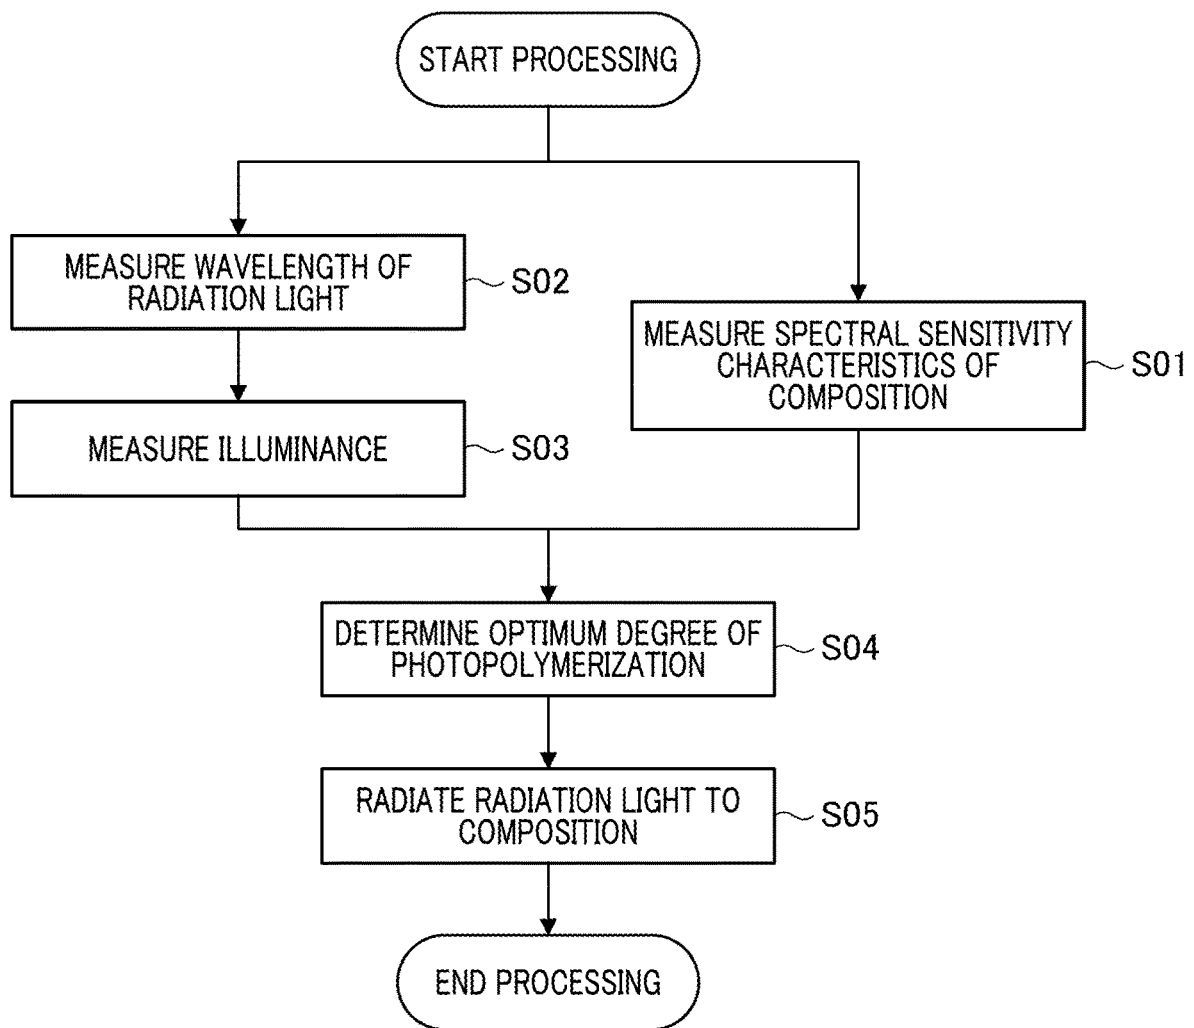 START PROCESSING
MEASURE WAVELENGTH OF
RADIATION LIGHT
S02
MEASURE SPECTRAL SENSITIVITY
CHARACTERISTICS OF
COMPOSITION
S01
MEASURE ILLUMINANCE
S03
DETERMINE OPTIMUM DEGREE OF
PHOTOPOLYMERIZATION
S04
RADIATE RADIATION LIGHT TO
COMPOSITION
S05
END PROCESSING